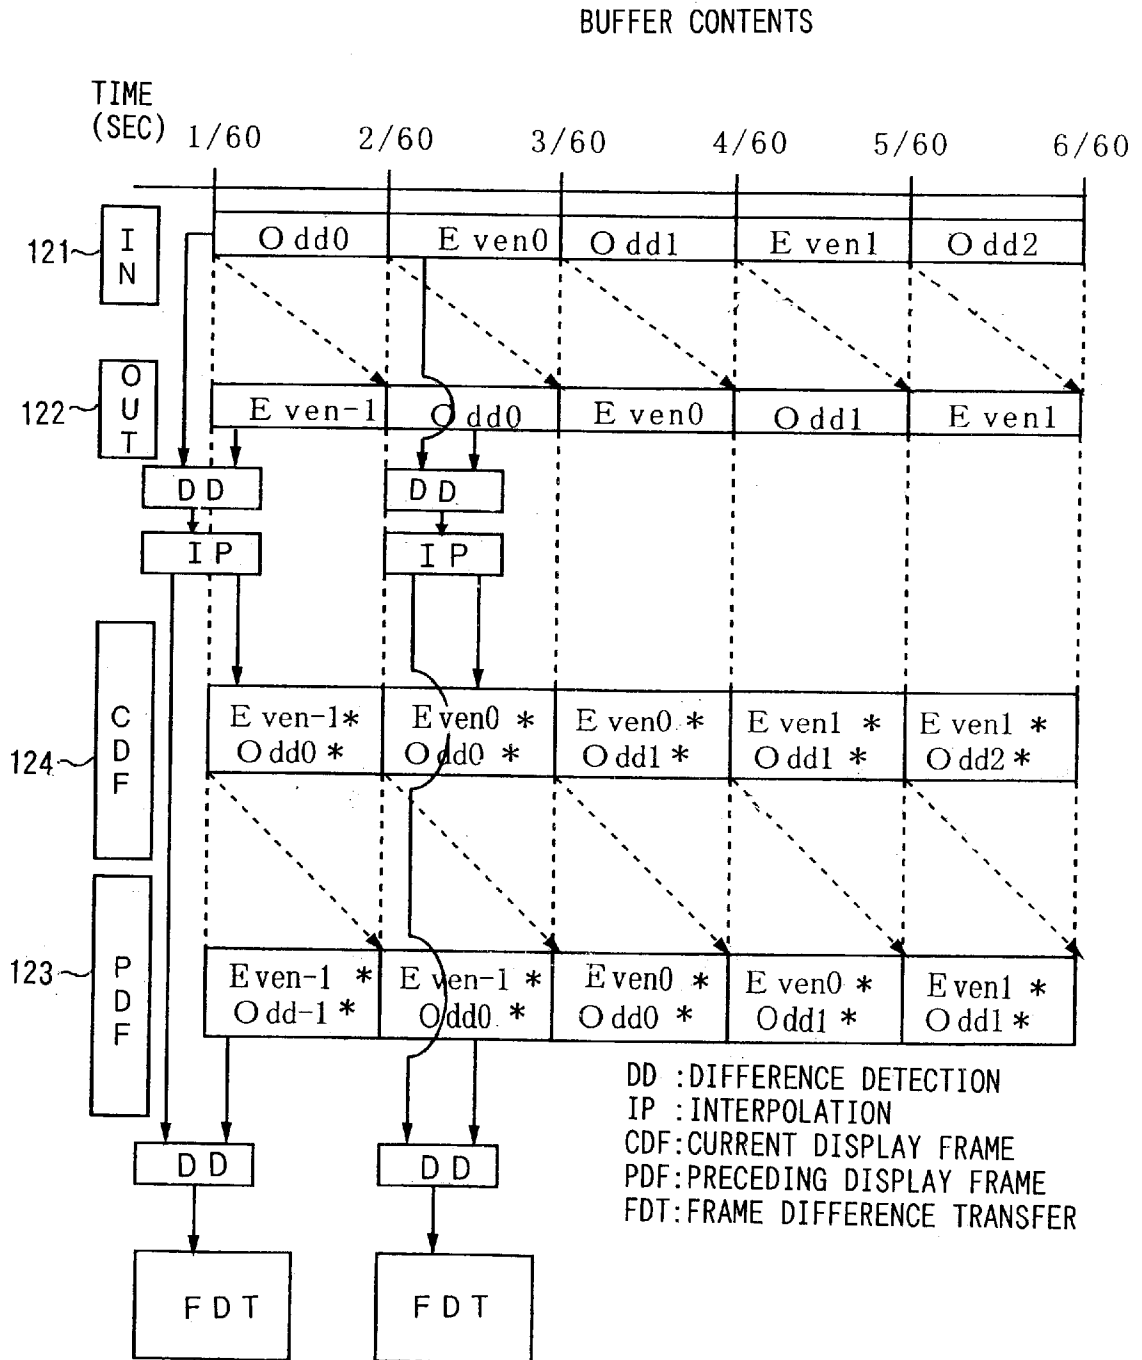 BUFFER CONTENTS
TIME
(SEC) 1/60 2/60 3/60 4/60 5/60 6/60
121 IN Odd0 Even0 Odd1 Even1 Odd2
122 OUT Even-1 Odd0 Even0 Odd1 Even1
DD DD
IP IP
124 CDF
Even-1* Even0 * Even0 * Even1 * Even1 *
Odd0 * Odd0 * Odd1 * Odd1 * Odd2 *
123 PDF
Even-1 * Even-1 * Even0 * Even0 * Even1 *
Odd-1 * Odd0 * Odd0 * Odd1 * Odd1 *
DD :DIFFERENCE DETECTION
IP :INTERPOLATION
CDF:CURRENT DISPLAY FRAME
PDF:PRECEDING DISPLAY FRAME
FDT:FRAME DIFFERENCE TRANSFER
DD DD
FDT FDT